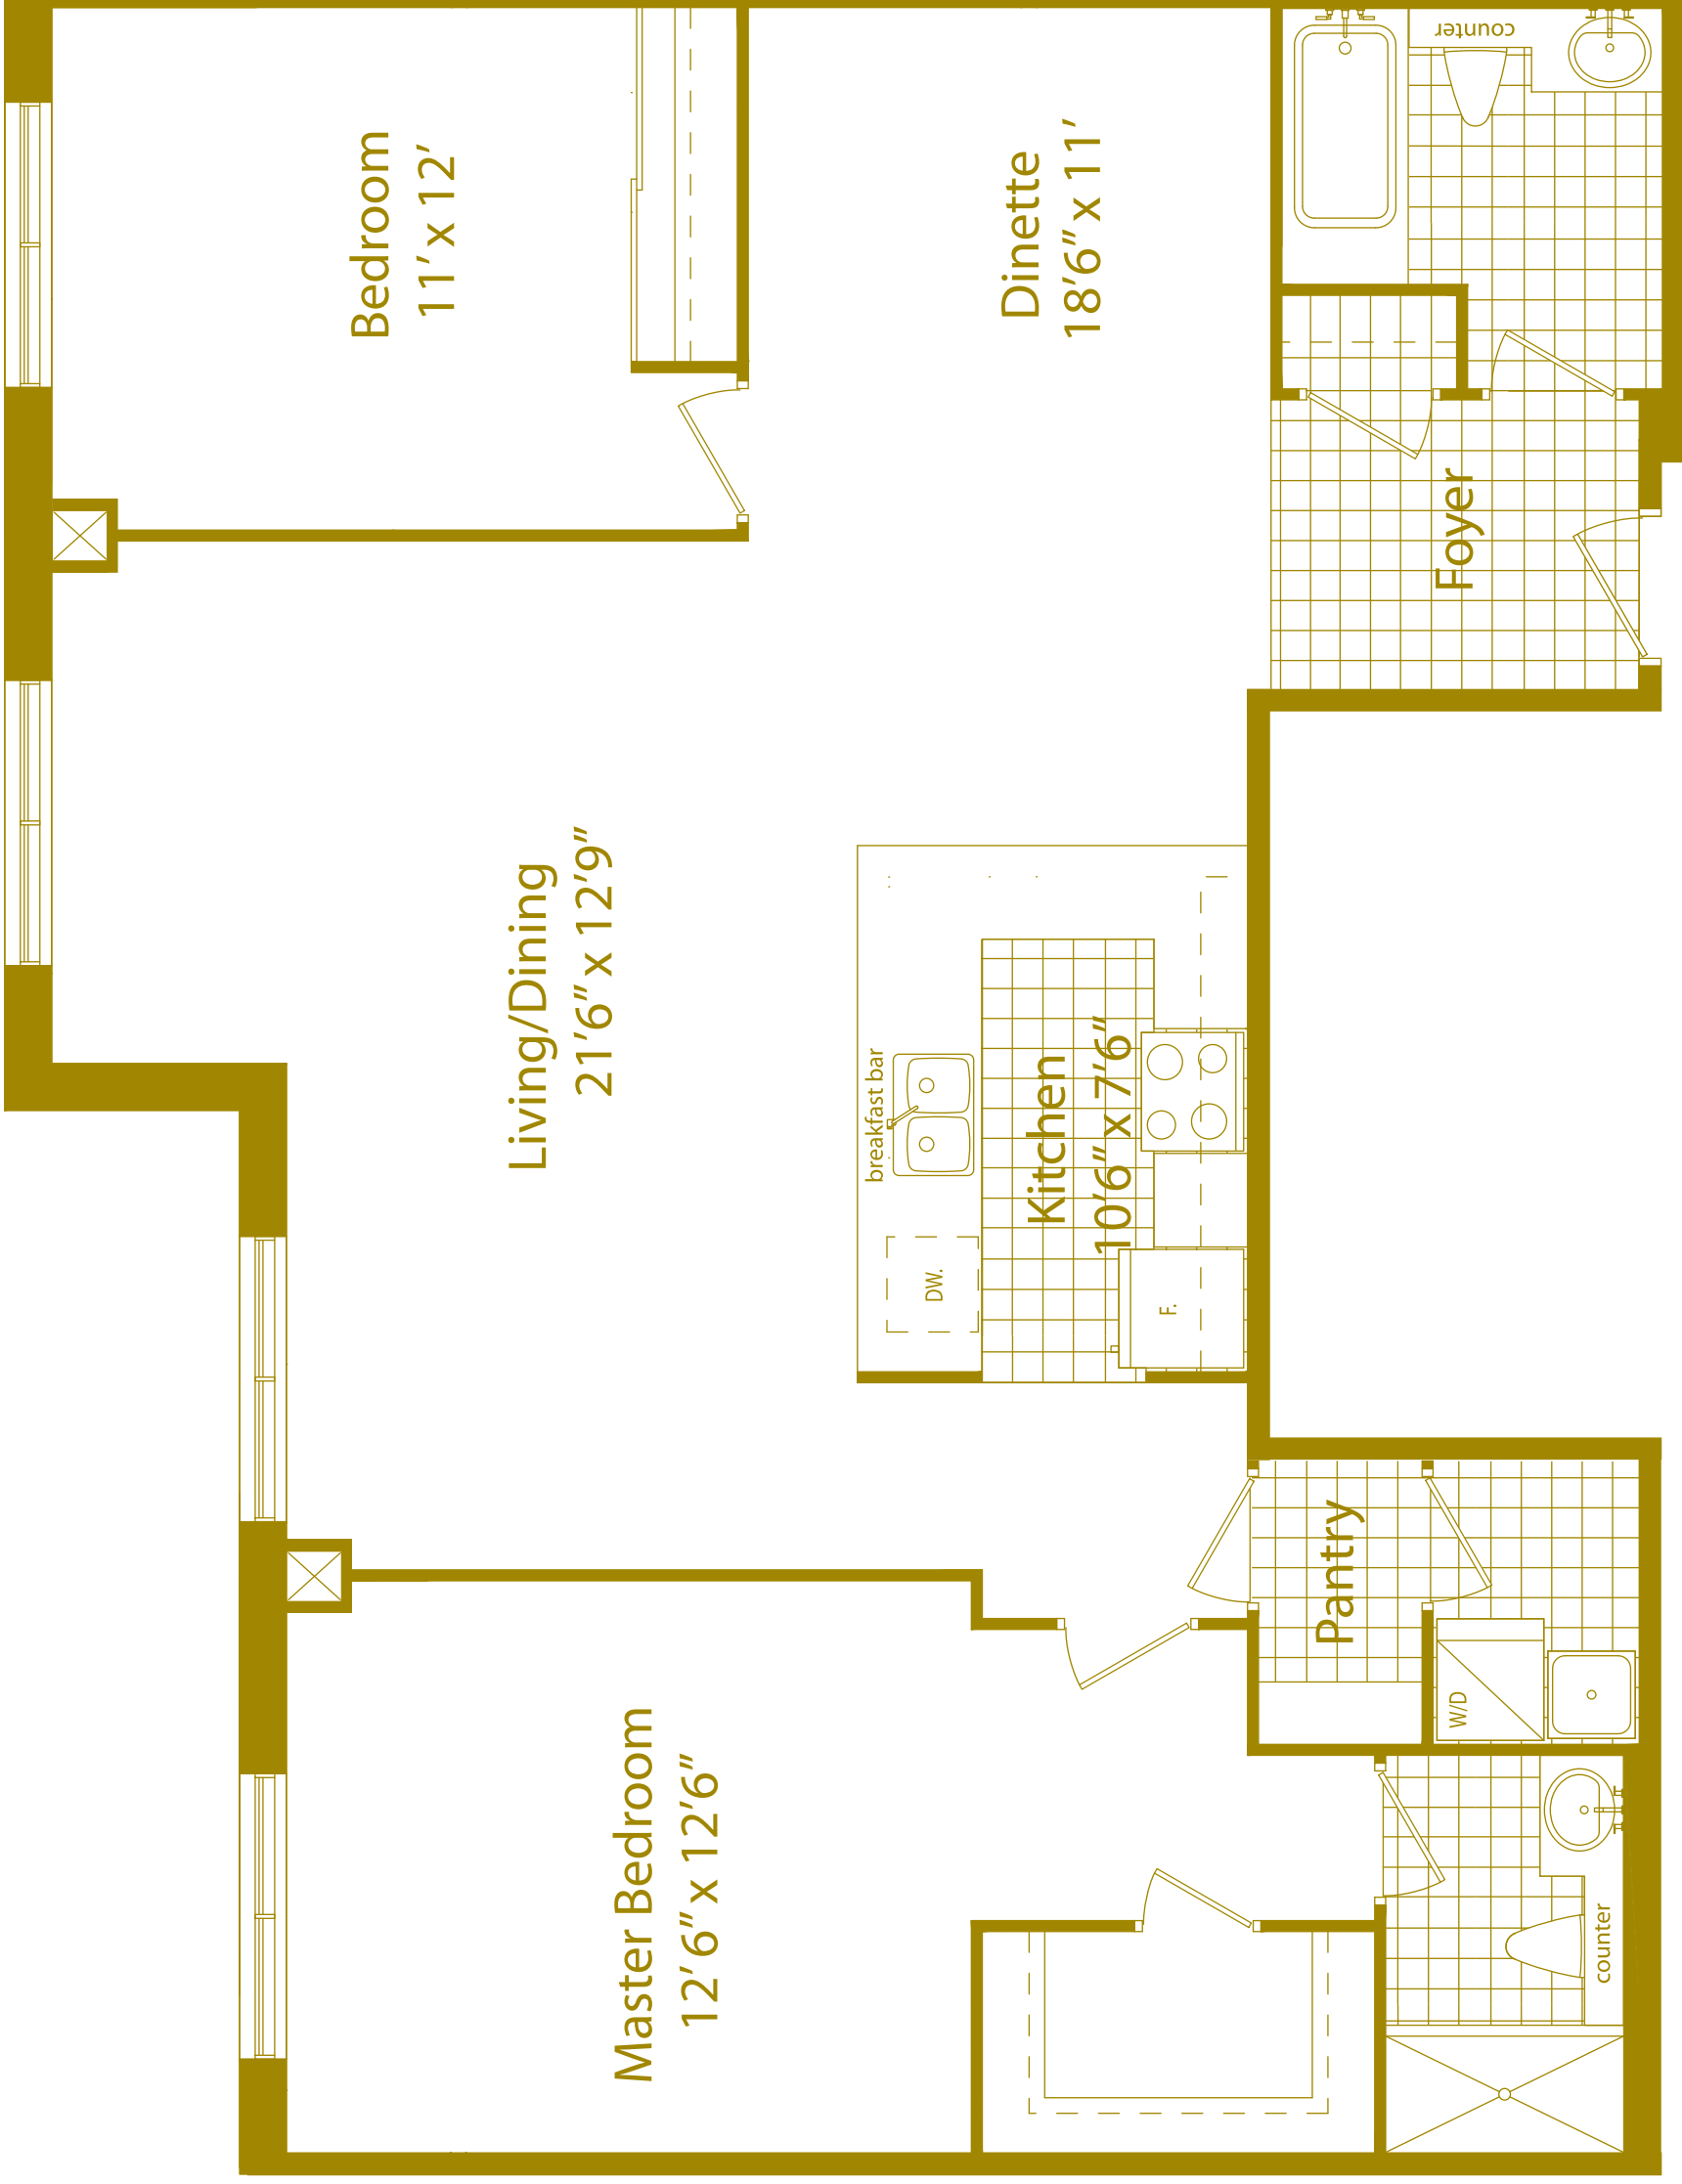 Bedroom
11’ x 12’
Dinette
18’6” x 11’
counter
Foyer
Living/Dining
21’6” x 12’9”
breakfast bar
Kitchen
10’6” x 7’6”
DW.
F.
Pantry
W/D
Master Bedroom
12’6” x 12’6”
counter